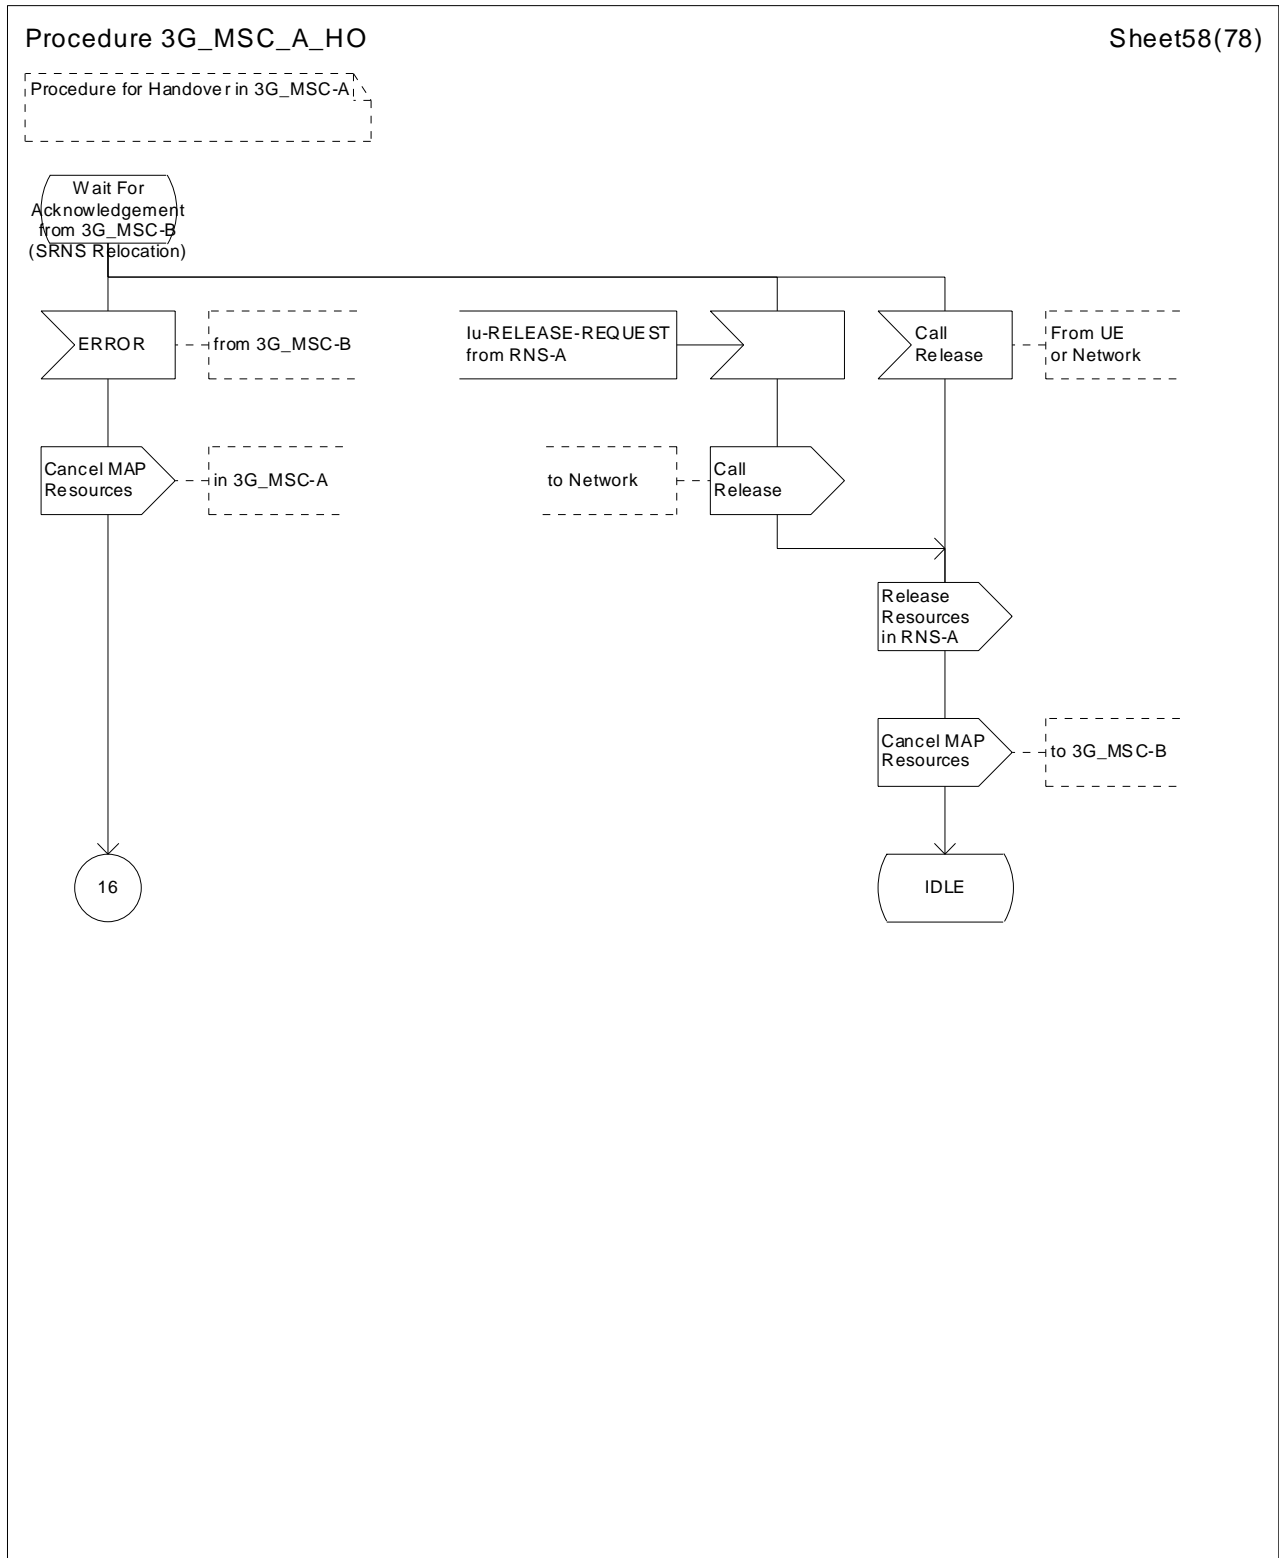 Procedure 3G_MSC_A_HO
Sheet58(78)
Procedure for Handover in 3G_MSC-A
Wait For
Acknowledgement
from 3G_MSC-B
(SRNS Relocation)
ERROR
from 3G_MSC-B
Iu-RELEASE-REQUEST
from RNS-A
Call
Release
From UE
or Network
Cancel MAP
Resources
in 3G_MSC-A
to Network
Call
Release
Release
Resources
in RNS-A
Cancel MAP
Resources
to 3G_MSC-B
16
IDLE